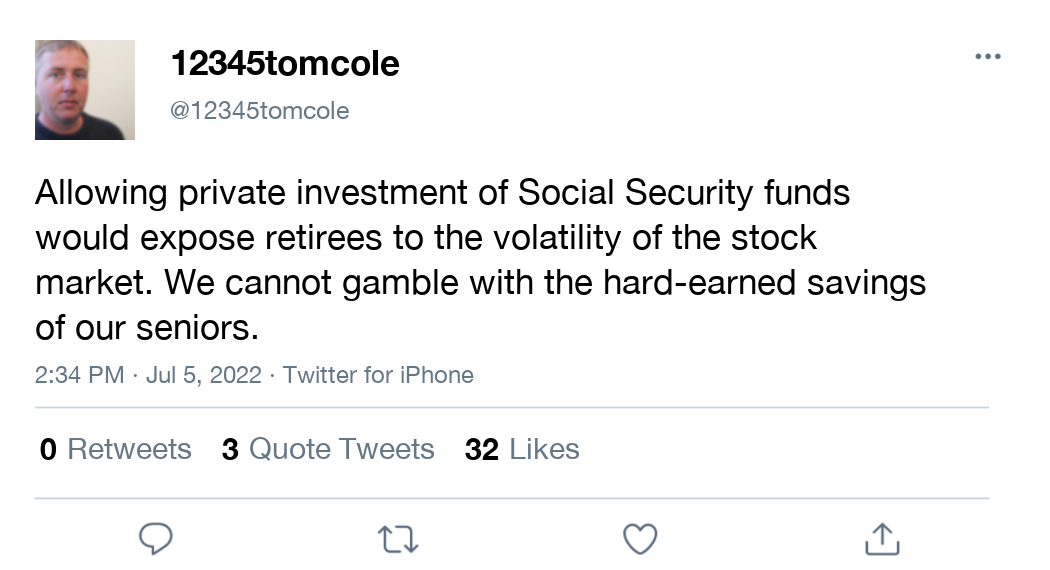 12345tomcole
@12345tomcole
Allowing private investment of Social Security funds
would expose retirees to the volatility of the stock
market. We cannot gamble with the hard-earned savings
of our seniors.
2:34 PM · Jul 5, 2022 · Twitter for iPhone
0 Retweets 3 Quote Tweets 32 Likes